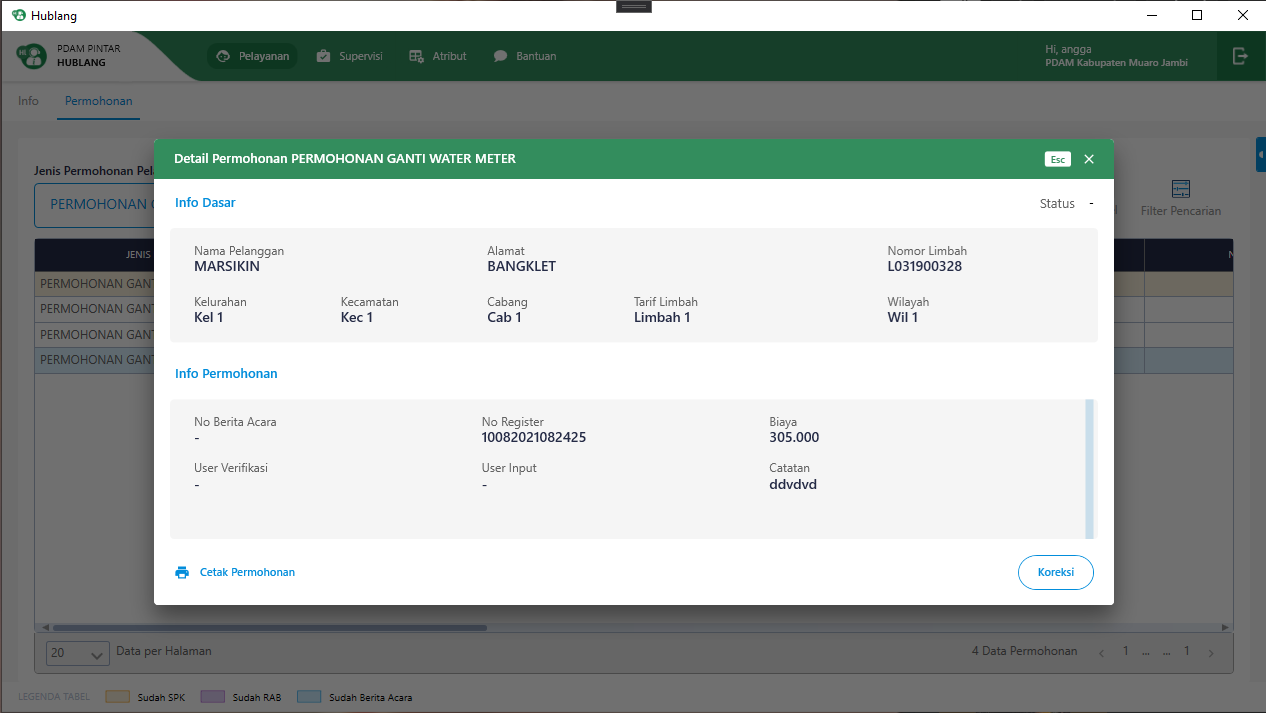 Hublang
PDAM PINTAR
HUBLANG
Pelayanan
Supervisi
Atribut
Bantuan
Hi, angga
PDAM Kabupaten Muaro Jambi
Info
Permohonan
Jenis Permohonan Pel
PERMOHONAN
Filter Pencarian
JENIS
PERMOHONAN GANT
PERMOHONAN GANT
PERMOHONAN GANT
PERMOHONAN GANT
Detail Permohonan PERMOHONAN GANTI WATER METER
Esc
Info Dasar
Status -
Nama Pelanggan
MARSIKIN
Alamat
BANGKLET
Nomor Limbah
L031900328
Kelurahan
Kel 1
Kecamatan
Kec 1
Cabang
Cab 1
Tarif Limbah
Limbah 1
Wilayah
Wil 1
Info Permohonan
No Berita Acara
-
No Register
10082021082425
Biaya
305.000
User Verifikasi
-
User Input
-
Catatan
ddvdvd
Cetak Permohonan
Koreksi
20
Data per Halaman
4 Data Permohonan
‹ 1 ... ... 1 ›
LEGENDA TABEL
Sudah SPK
Sudah RAB
Sudah Berita Acara